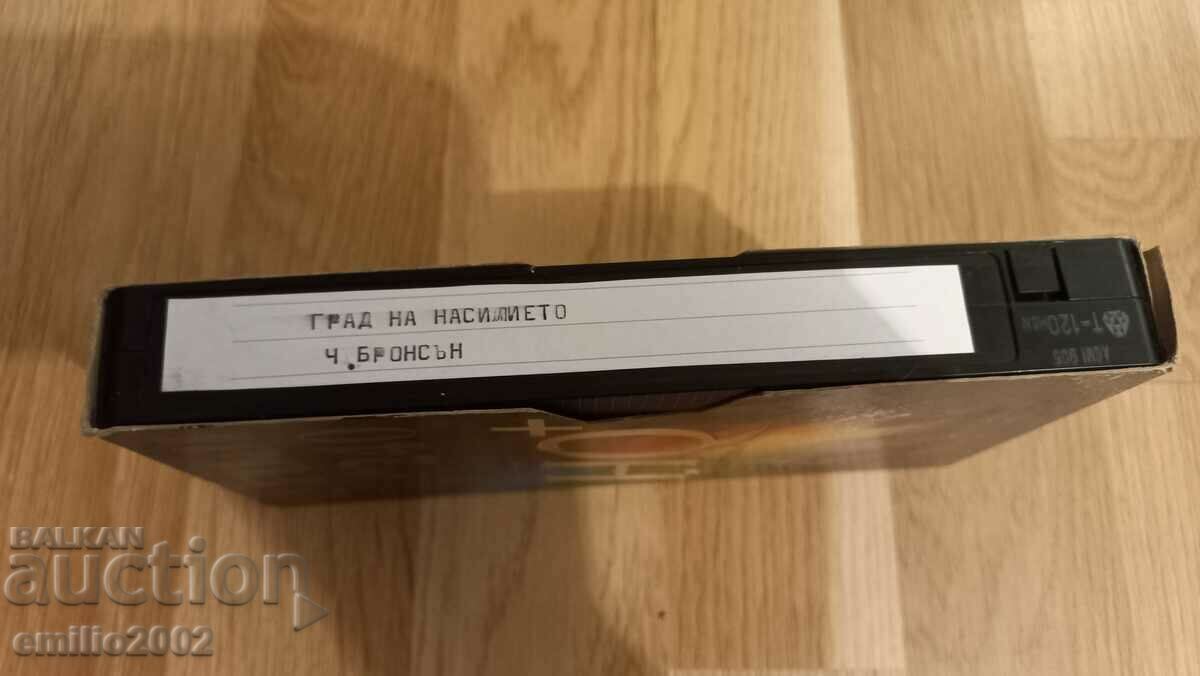 ГРАД НА НАСИЛИЕТО
Ч.БРОНСЪН
T-120
BALKAN
auction
emilio2002